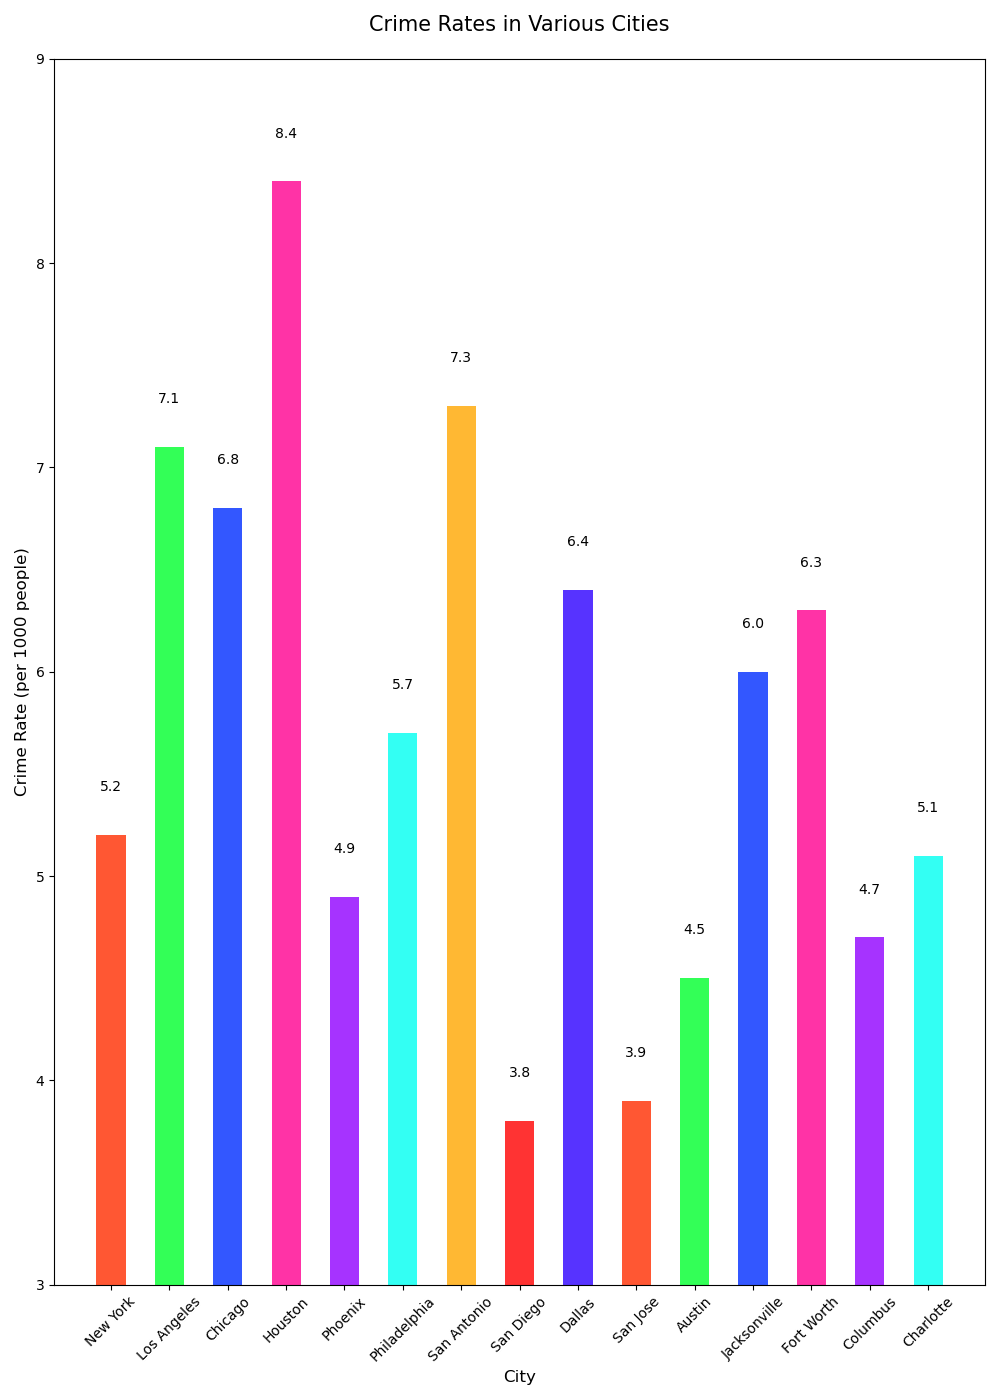 Crime Rates in Various Cities
9
8
7
6
5
4
3
Crime Rate (per 1000 people)
5.2
7.1
6.8
8.4
4.9
5.7
7.3
3.8
6.4
3.9
4.5
6.0
6.3
4.7
5.1
New York
Los Angeles
Chicago
Houston
Phoenix
Philadelphia
San Antonio
San Diego
Dallas
San Jose
Austin
Jacksonville
Fort Worth
Columbus
Charlotte
City